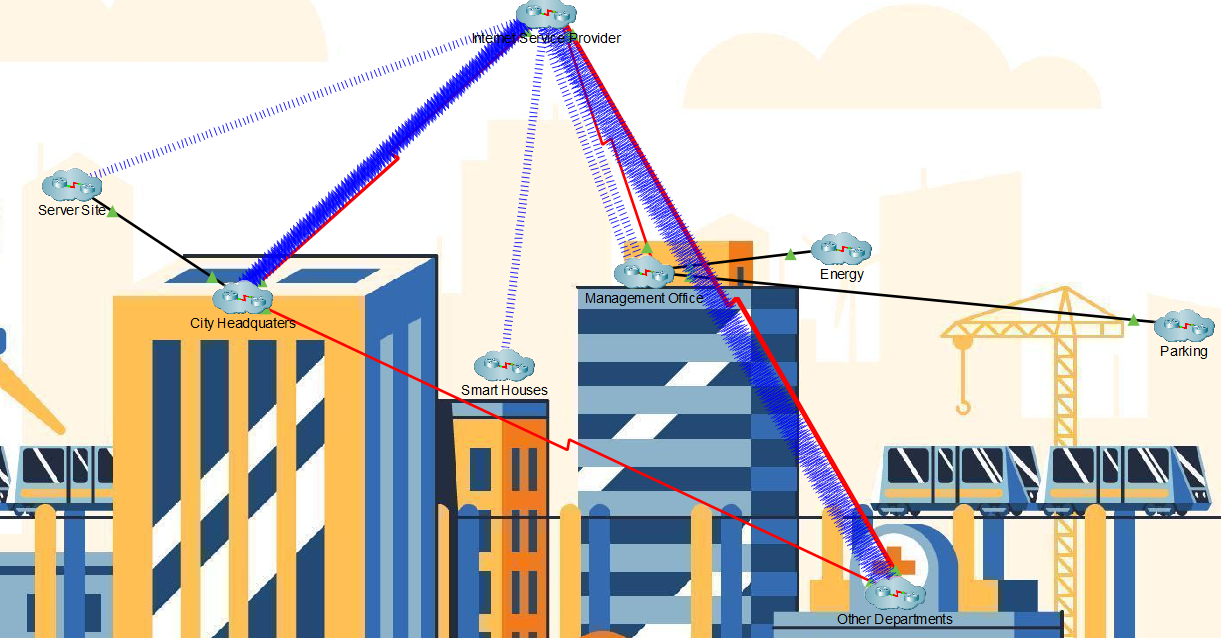 Internet Service Provider
Server Site
Energy
City Headquaters
Management Office
Parking
Smart Houses
Other Departments